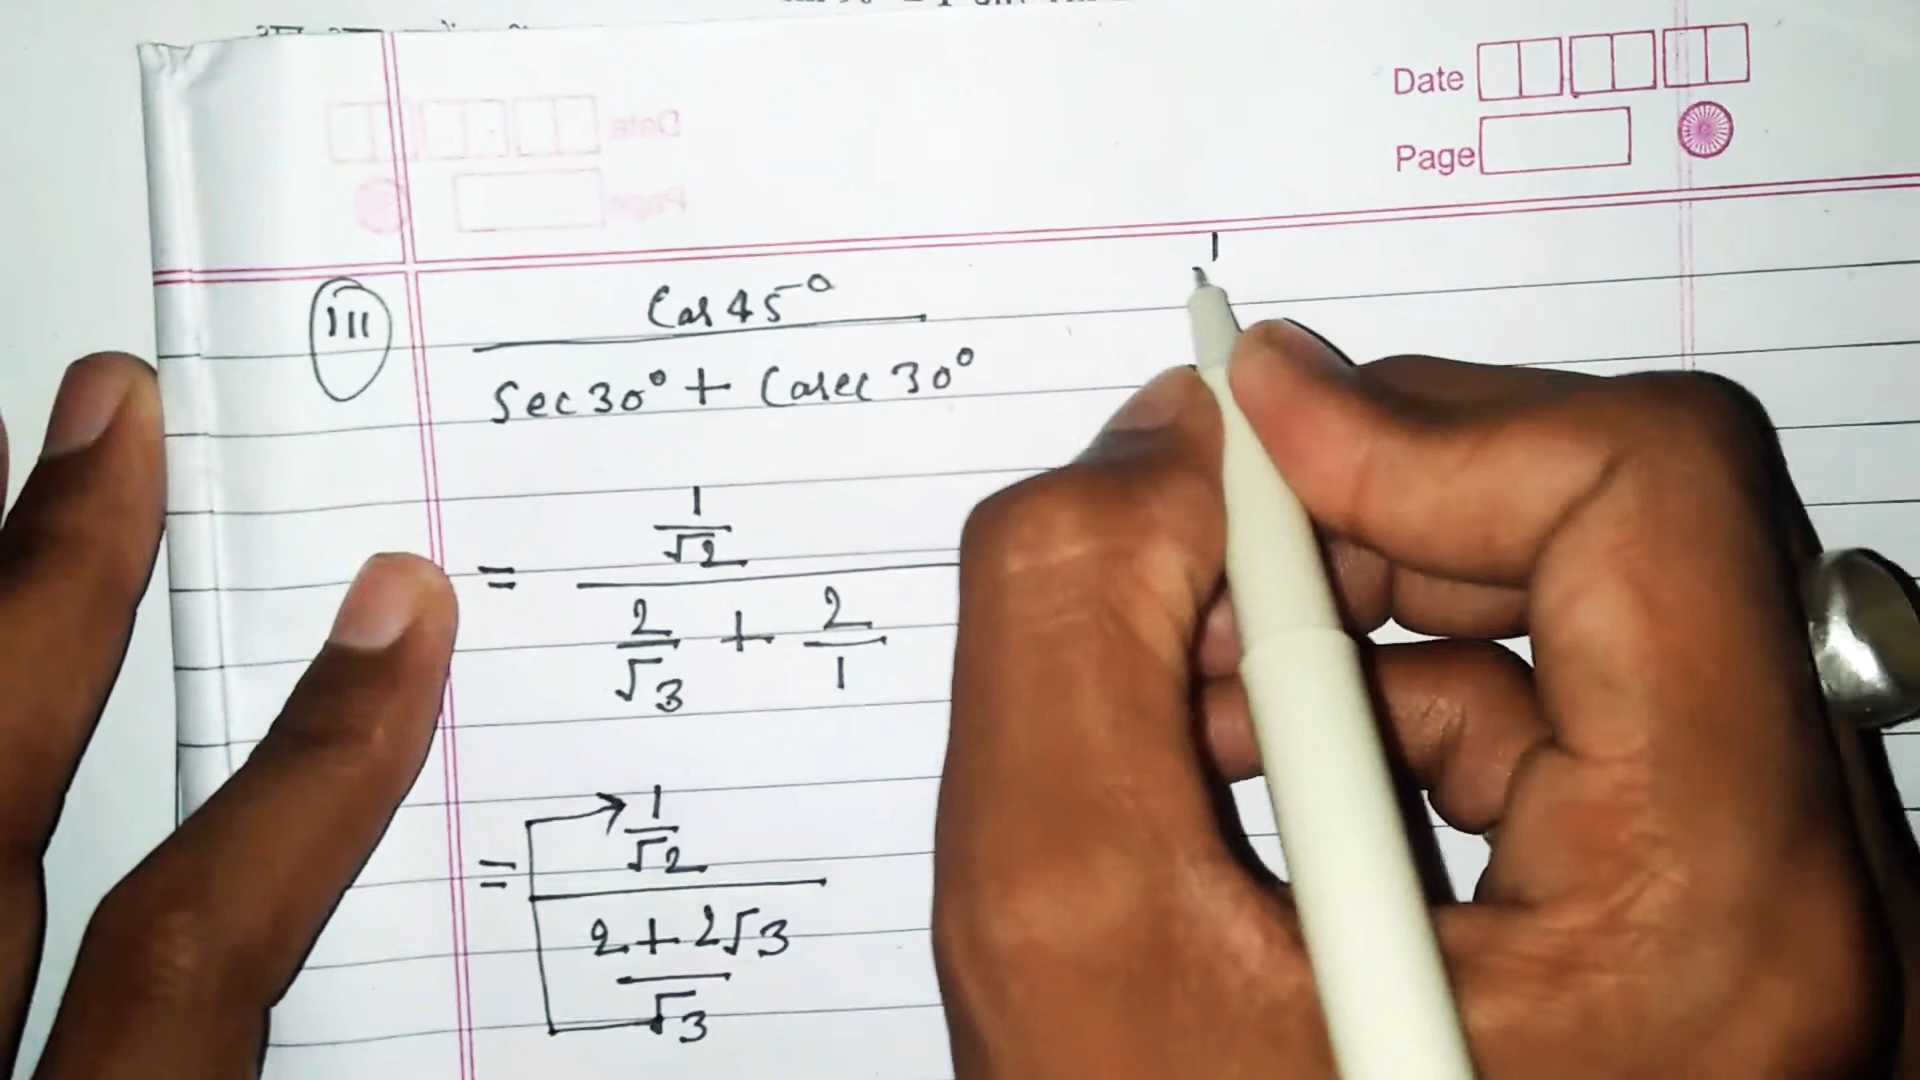 Date
Page
iii
Cos 45°
Sec 30° + Cosec 30°
= 1/√2
2/√3 + 2/1
= 1/√2
2 + 2√3
√3
1